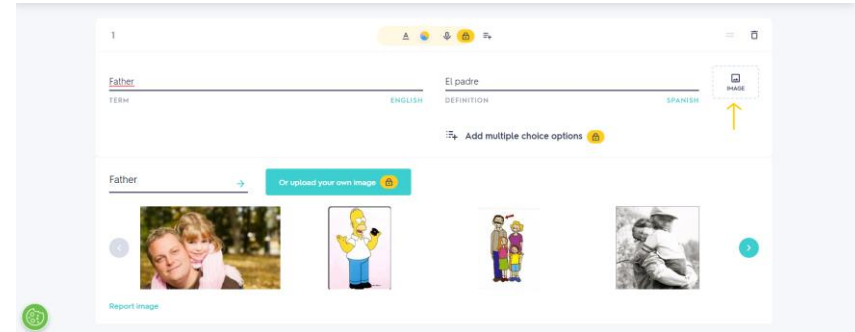 1
Father
El padre
IMAGE
TERM
ENGLISH
DEFINITION
SPANISH
Add multiple choice options
Father
Or upload your own image
Report image